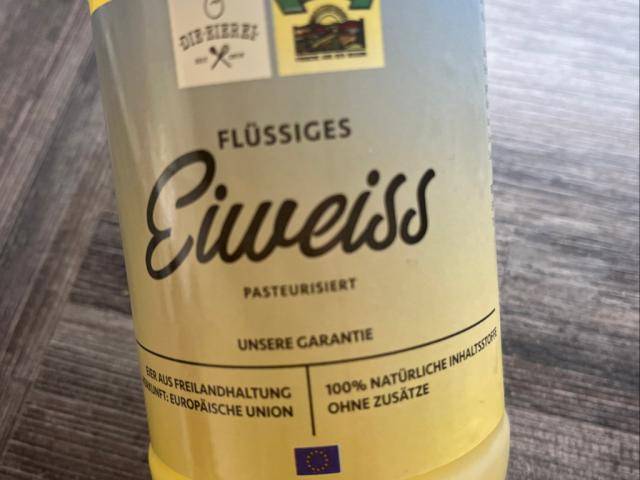 DIE EIEREI
FLÜSSIGES
Eiweiss
PASTEURISIERT
UNSERE GARANTIE
EIER AUS FREILANDHALTUNG
HERKUNFT: EUROPÄISCHE UNION
100% NATÜRLICHE INHALTSSTOFFE
OHNE ZUSÄTZE